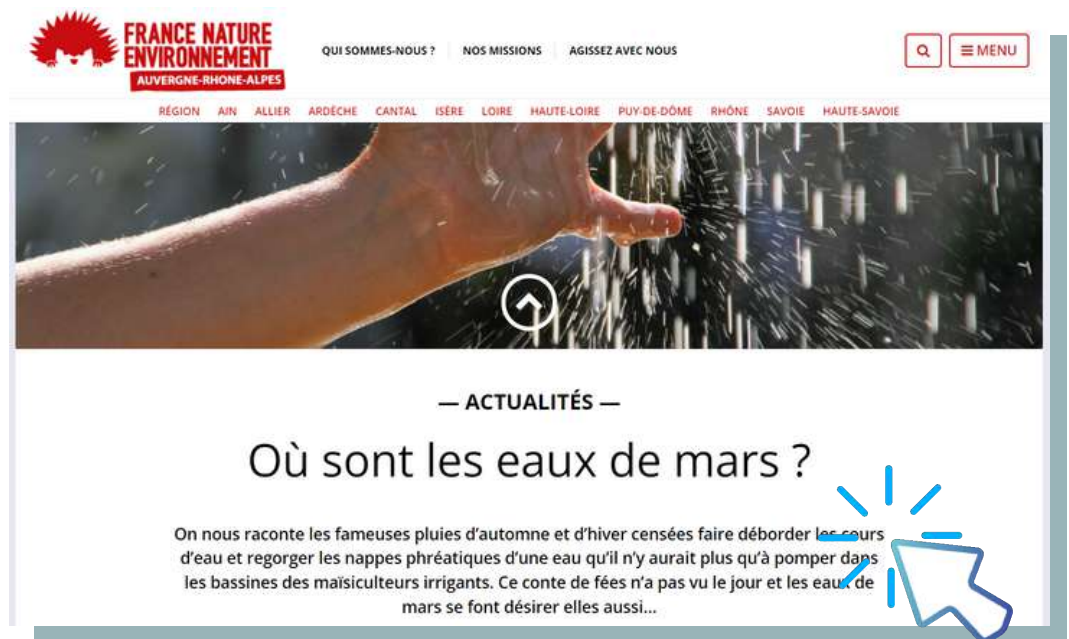 FRANCE NATURE
ENVIRONNEMENT
AUVERGNE-RHONE-ALPES
QUI SOMMES-NOUS ? NOS MISSIONS AGISSEZ AVEC NOUS
MENU
RÉGION AIN ALLIER ARDÈCHE CANTAL ISÈRE LOIRE HAUTE-LOIRE PUY-DE-DÔME RHÔNE SAVOIE HAUTE-SAVOIE
— ACTUALITÉS —
Où sont les eaux de mars ?
On nous raconte les fameuses pluies d'automne et d'hiver censées faire déborder les cours
d'eau et regorger les nappes phréatiques d'une eau qu'il n'y aurait plus qu'à pomper dans
les bassines des maïsiculteurs irrigants. Ce conte de fées n'a pas vu le jour et les eaux de
mars se font désirer elles aussi...